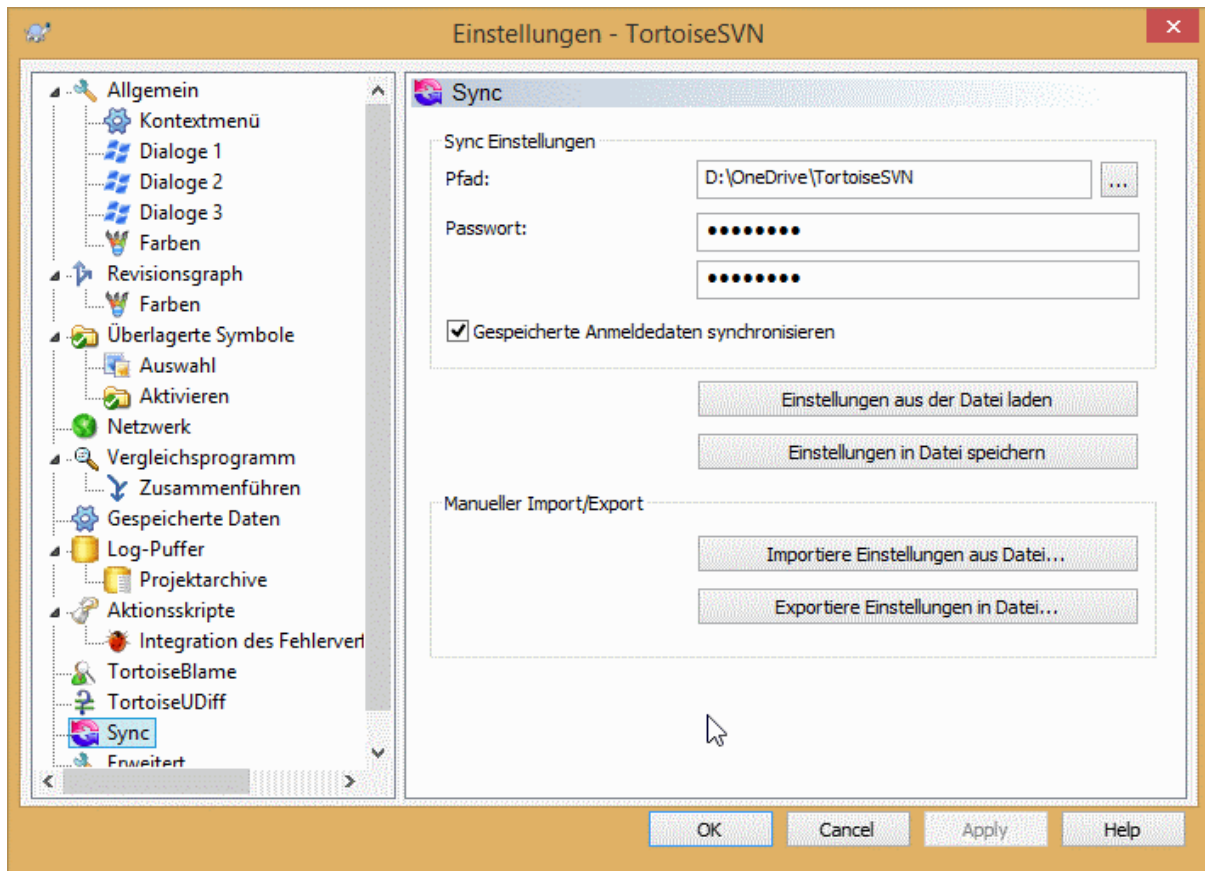 Einstellungen - TortoiseSVN
Allgemein
Kontextmenü
Dialoge 1
Dialoge 2
Dialoge 3
Farben
Revisionsgraph
Farben
Überlagerte Symbole
Auswahl
Aktivieren
Netzwerk
Vergleichsprogramm
Zusammenführen
Gespeicherte Daten
Log-Puffer
Projektarchive
Aktionsskripte
Integration des Fehlerverf
TortoiseBlame
TortoiseUDiff
Sync
Erweitert
Sync
Sync Einstellungen
Pfad:
D:\OneDrive\TortoiseSVN
...
Passwort:
●●●●●●●●
●●●●●●●●
Gespeicherte Anmeldedaten synchronisieren
Einstellungen aus der Datei laden
Einstellungen in Datei speichern
Manueller Import/Export
Importiere Einstellungen aus Datei...
Exportiere Einstellungen in Datei...
OK
Cancel
Apply
Help